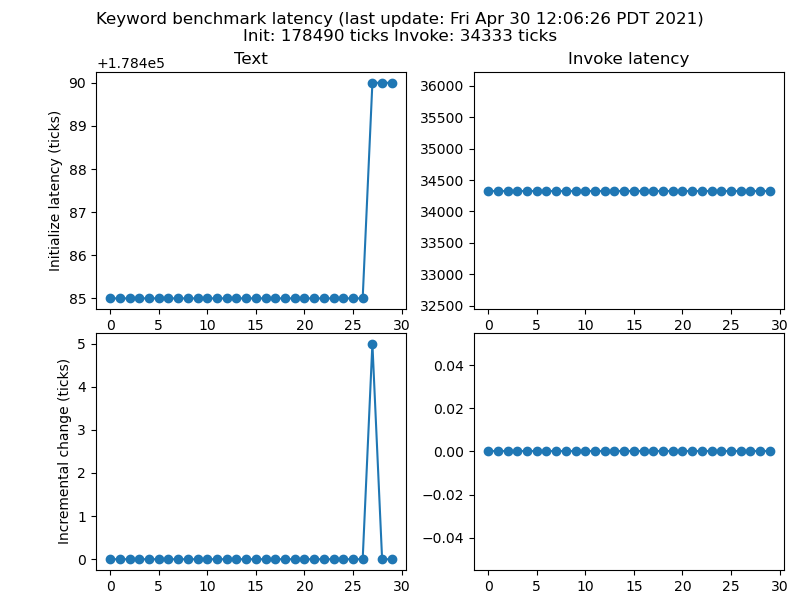 Keyword benchmark latency (last update: Fri Apr 30 12:06:26 PDT 2021)
Init: 178490 ticks Invoke: 34333 ticks
Text
Invoke latency
+1.784e5
Initialize latency (ticks)
90
89
88
87
86
85
0 5 10 15 20 25 30
36000
35500
35000
34500
34000
33500
33000
32500
0 5 10 15 20 25 30
Incremental change (ticks)
5
4
3
2
1
0
0 5 10 15 20 25 30
0.04
0.02
0.00
−0.02
−0.04
0 5 10 15 20 25 30